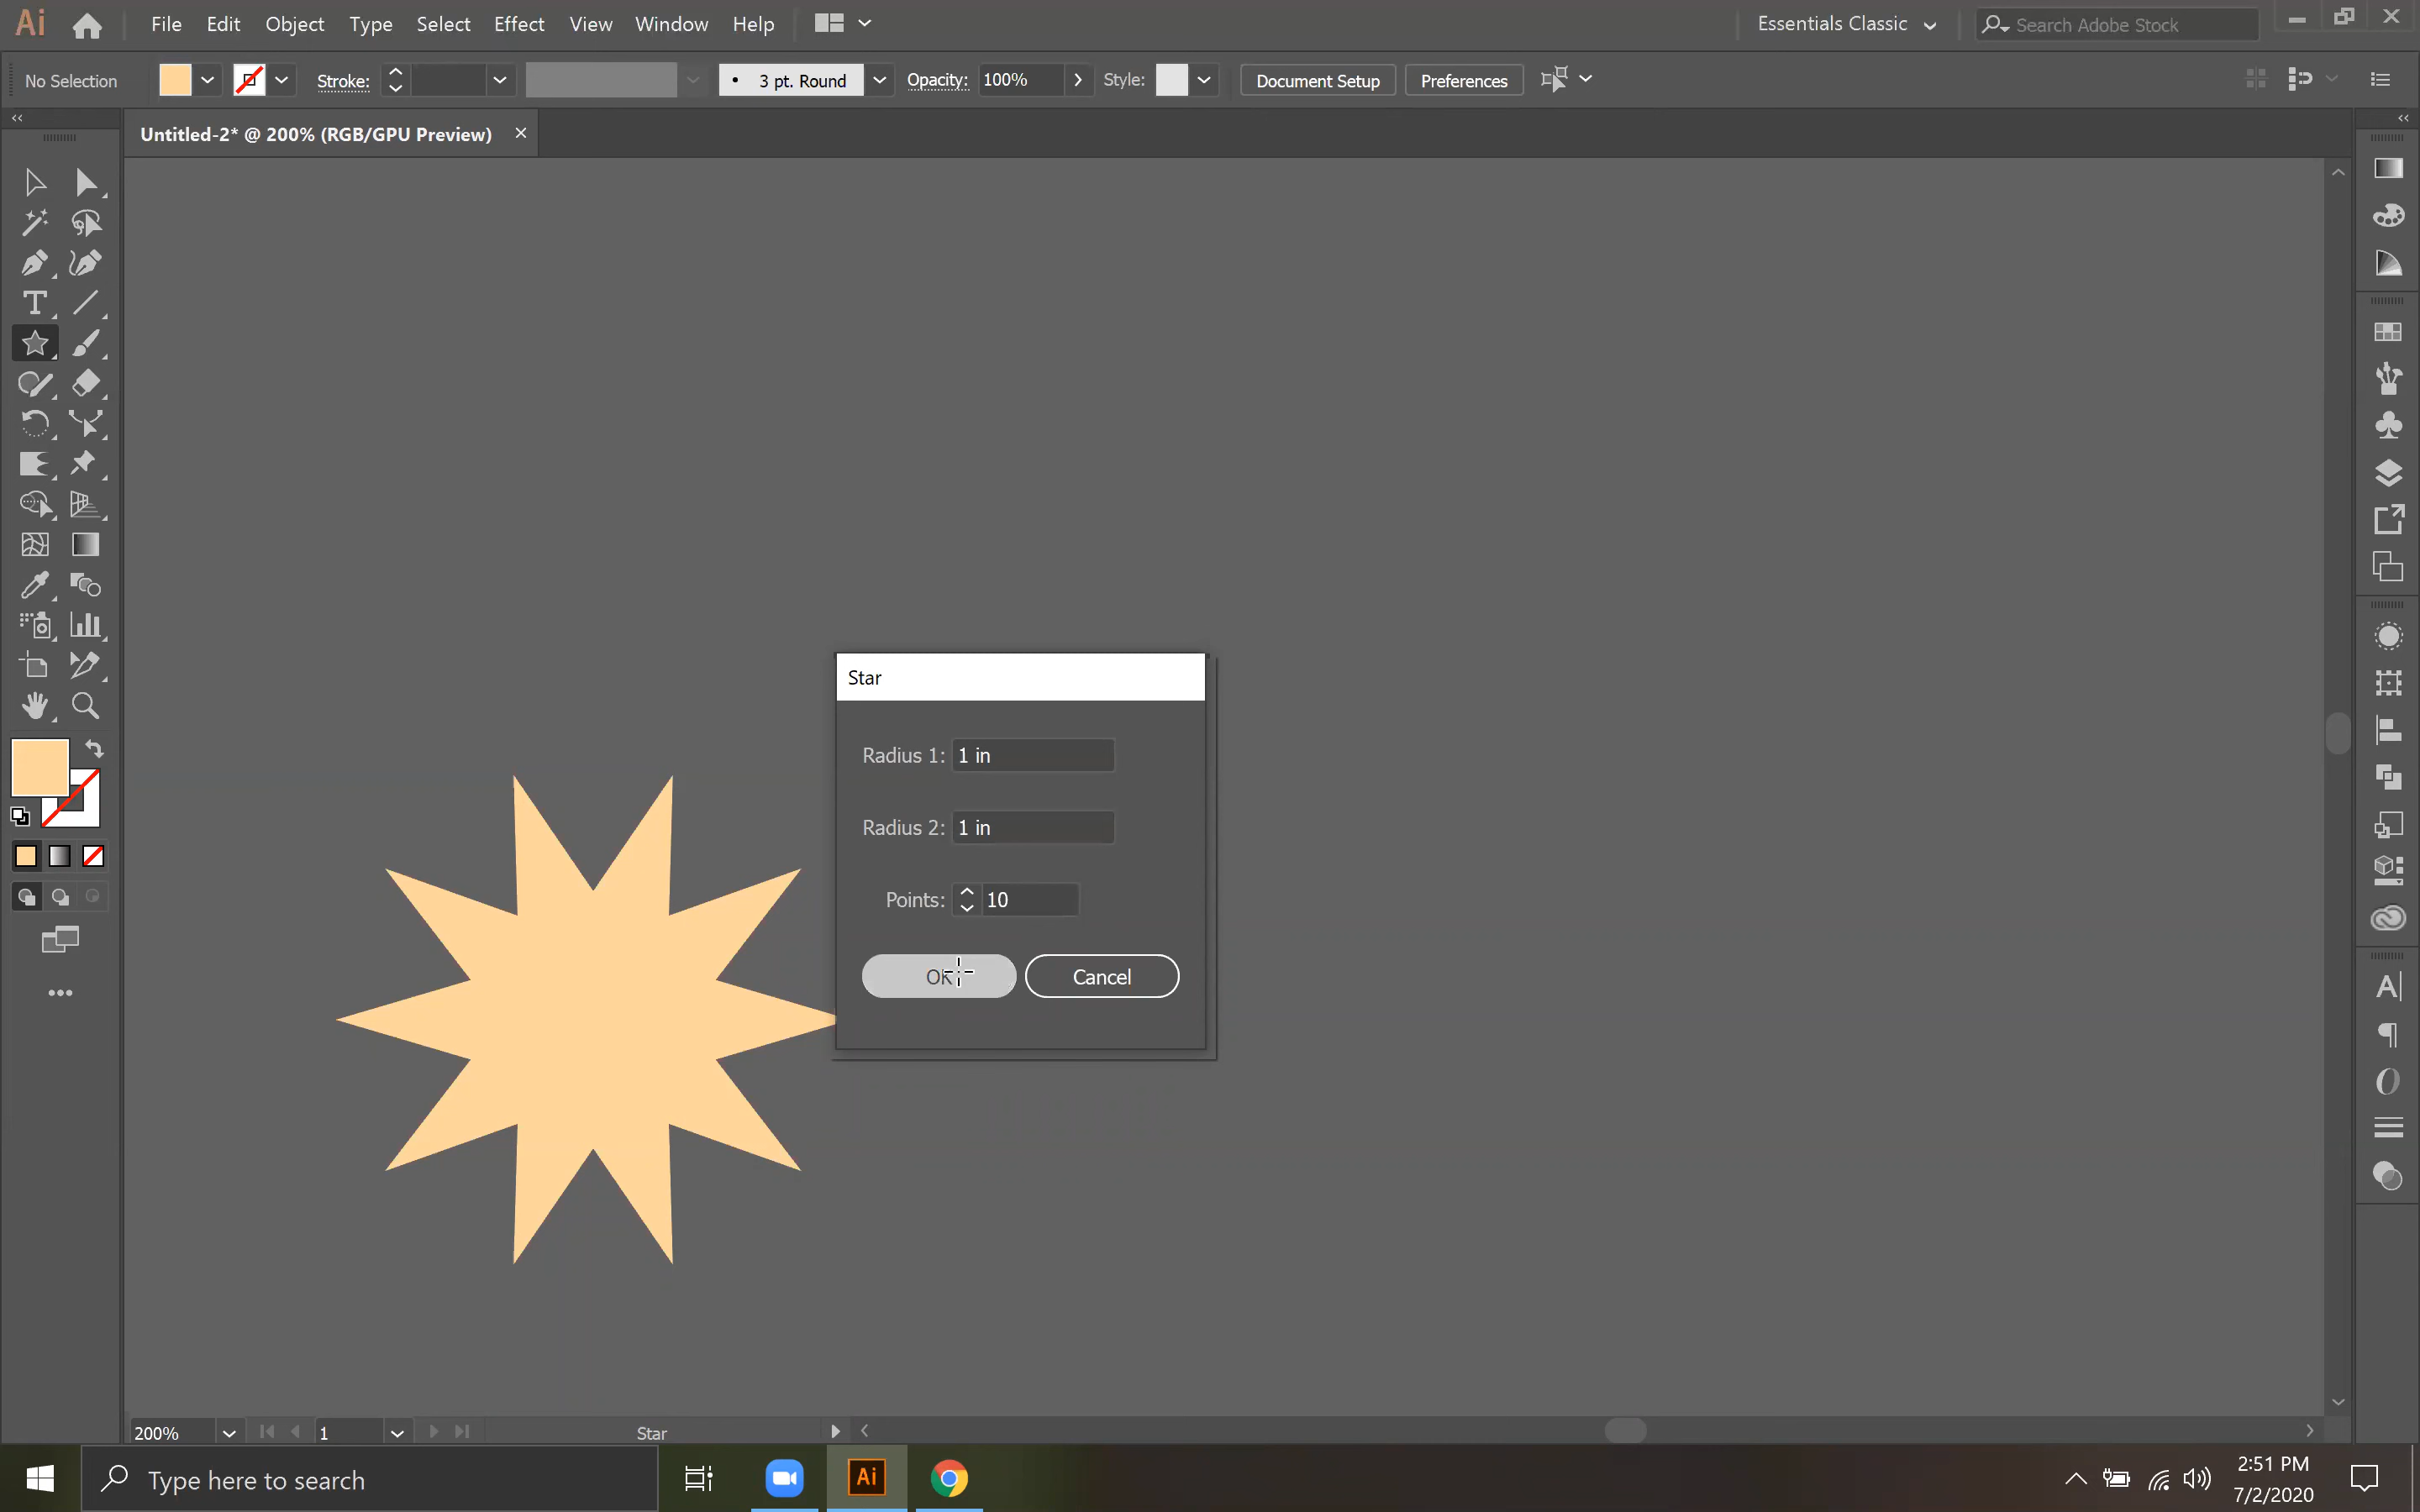 Ai File Edit Object Type Select Effect View Window Help Essentials Classic Search Adobe Stock
No Selection Stroke: 3 pt. Round Opacity: 100% Style: Document Setup Preferences
Untitled-2* @ 200% (RGB/GPU Preview)
Star
Radius 1: 1 in
Radius 2: 1 in
Points: 10
OK Cancel
200% 1 Star
Type here to search Ai 2:51 PM
7/2/2020